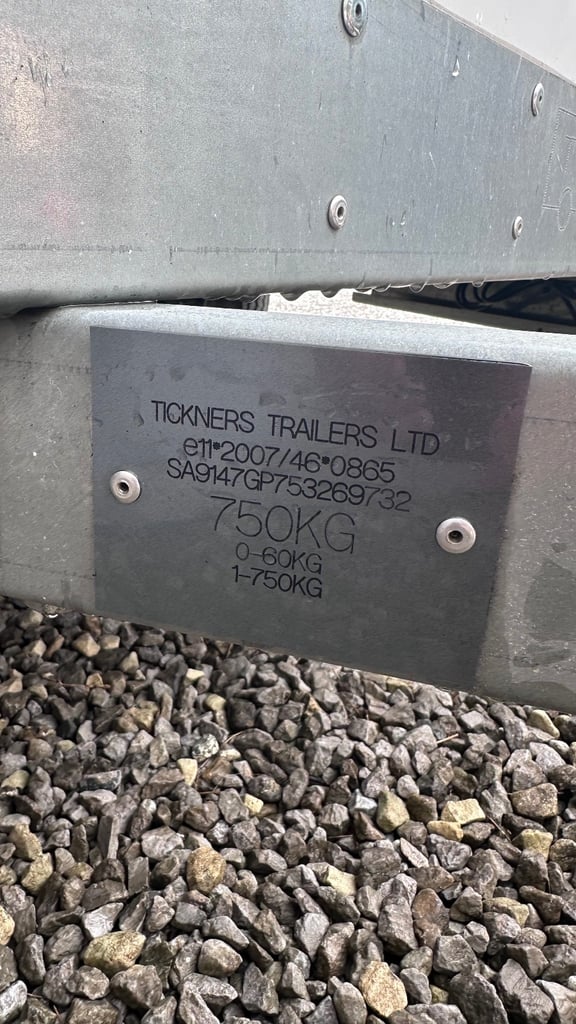 TICKNERS TRAILERS LTD
e11*2007/46*0865
SA9147GP753269732
750KG
0-60KG
1-750KG